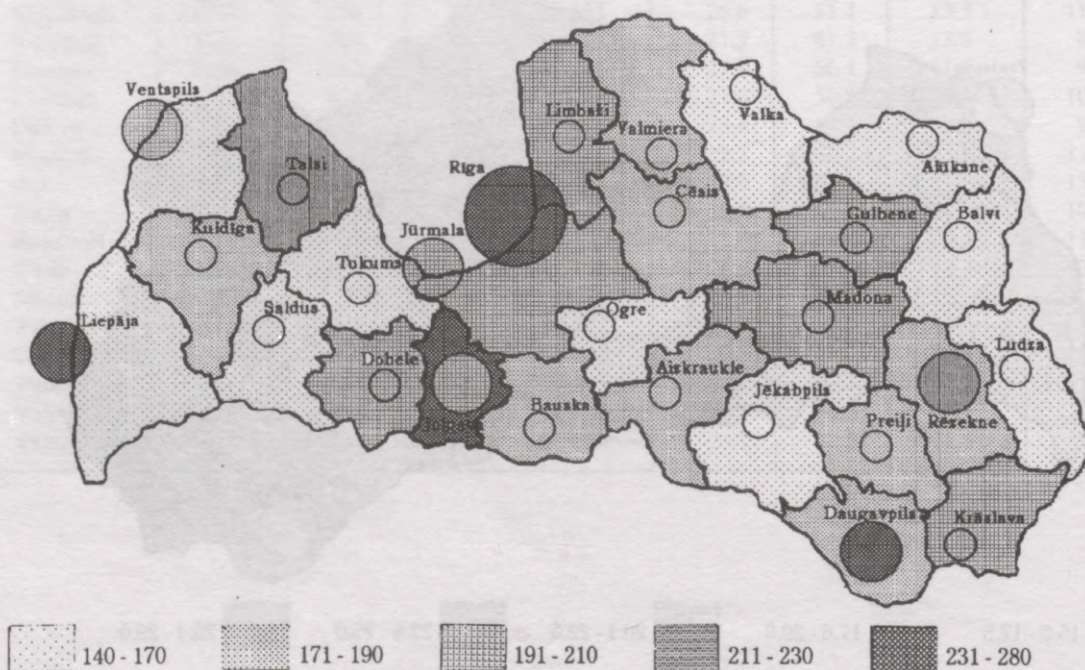 Ventspils
Talsi
Limbaži
Valmiera
Valka
Alūksne
Rīga
Cēsis
Gulbene
Balvi
Kuldīga
Jūrmala
Tukums
Madona
Saldus
Ogre
Liepāja
Dobele
Aizkraukle
Ludza
Bauska
Jēkabpils
Preiļi
Rēzekne
Daugavpils
Krāslava
140 - 170
171 - 190
191 - 210
211 - 230
231 - 280